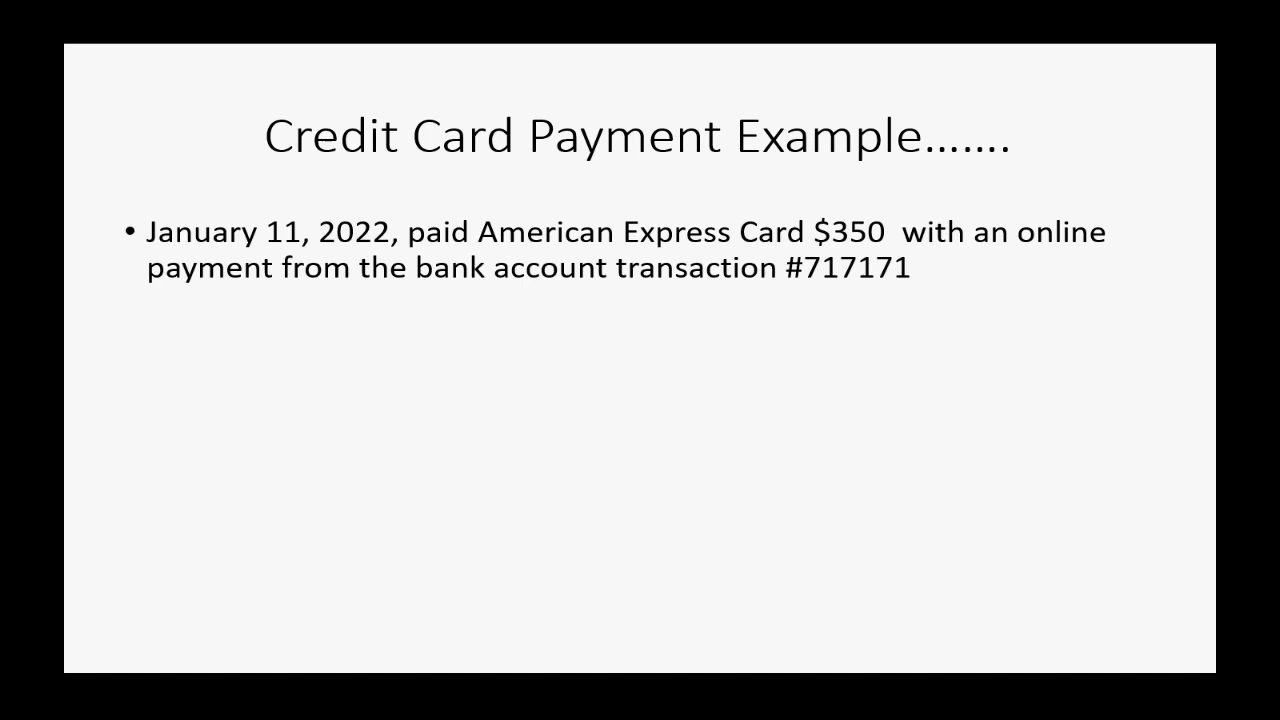 Credit Card Payment Example.......
• January 11, 2022, paid American Express Card $350  with an online
payment from the bank account transaction #717171